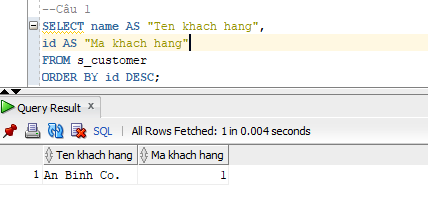 --Câu 1
SELECT name AS "Ten khach hang",
id AS "Ma khach hang"
FROM s_customer
ORDER BY id DESC;
Query Result x
SQL | All Rows Fetched: 1 in 0.004 seconds
Ten khach hang Ma khach hang
1 An Binh Co. 1